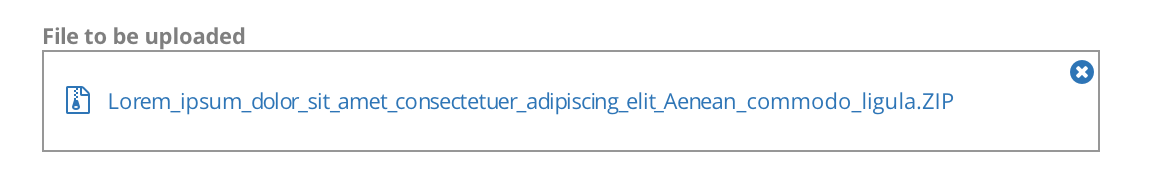 File to be uploaded
Lorem_ipsum_dolor_sit_amet_consectetuer_adipiscing_elit_Aenean_commodo_ligula.ZIP